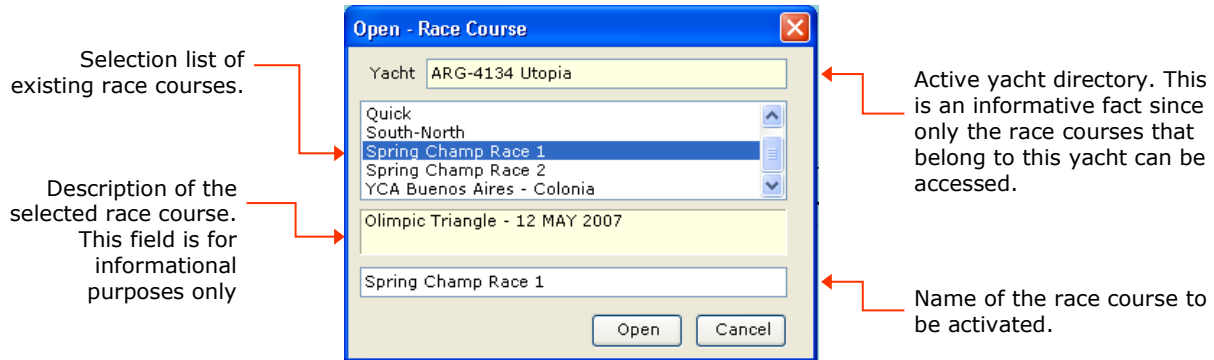 Open - Race Course
Selection list of
existing race courses.
Yacht ARG-4134 Utopia
Active yacht directory. This
is an informative fact since
only the race courses that
belong to this yacht can be
accessed.
Quick
South-North
Spring Champ Race 1
Spring Champ Race 2
YCA Buenos Aires - Colonia
Description of the
selected race course.
This field is for
informational
purposes only
Olimpic Triangle - 12 MAY 2007
Spring Champ Race 1
Name of the race course to
be activated.
Open Cancel